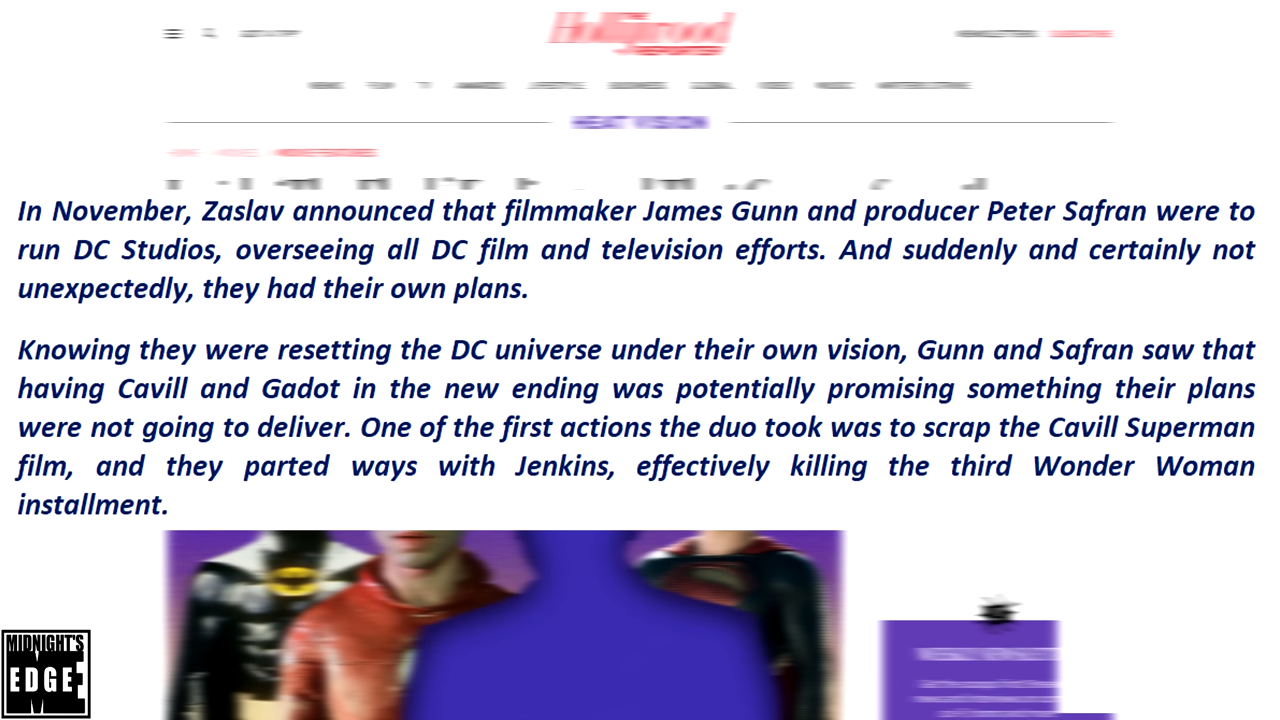 Hollywood
REPORTER
HEAT VISION
In November, Zaslav announced that filmmaker James Gunn and producer Peter Safran were to
run DC Studios, overseeing all DC film and television efforts. And suddenly and certainly not
unexpectedly, they had their own plans.
Knowing they were resetting the DC universe under their own vision, Gunn and Safran saw that
having Cavill and Gadot in the new ending was potentially promising something their plans
were not going to deliver. One of the first actions the duo took was to scrap the Cavill Superman
film, and they parted ways with Jenkins, effectively killing the third Wonder Woman
installment.
MIDNIGHT'S
ME
EDGE